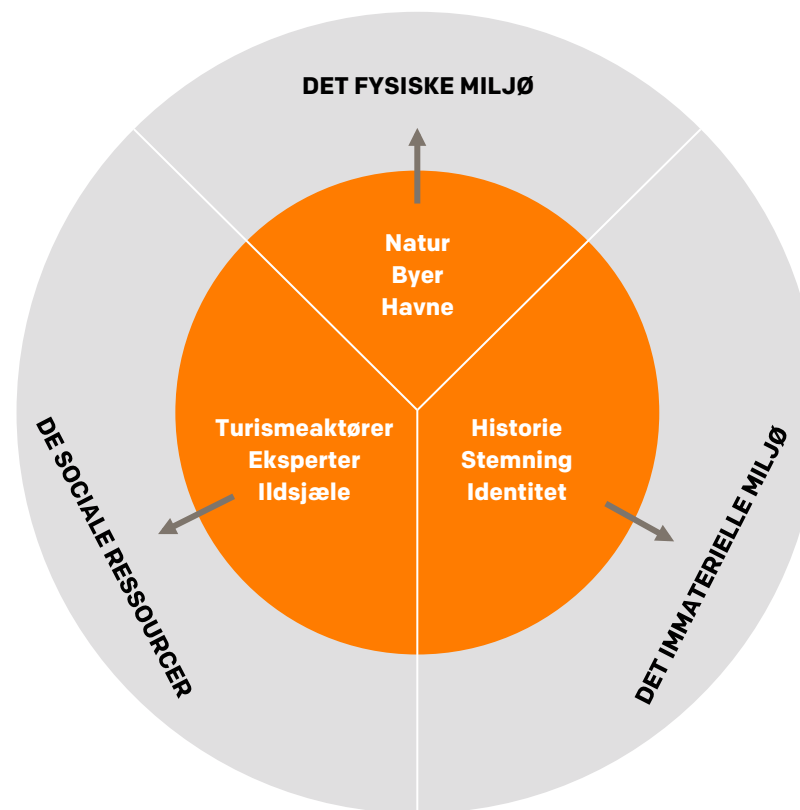 DET FYSISKE MILJØ
Natur
Byer
Havne
Turismeaktører
Eksperter
Ildsjæle
Historie
Stemning
Identitet
DE SOCIALE RESSOURCER
DET IMMATERIELLE MILJØ